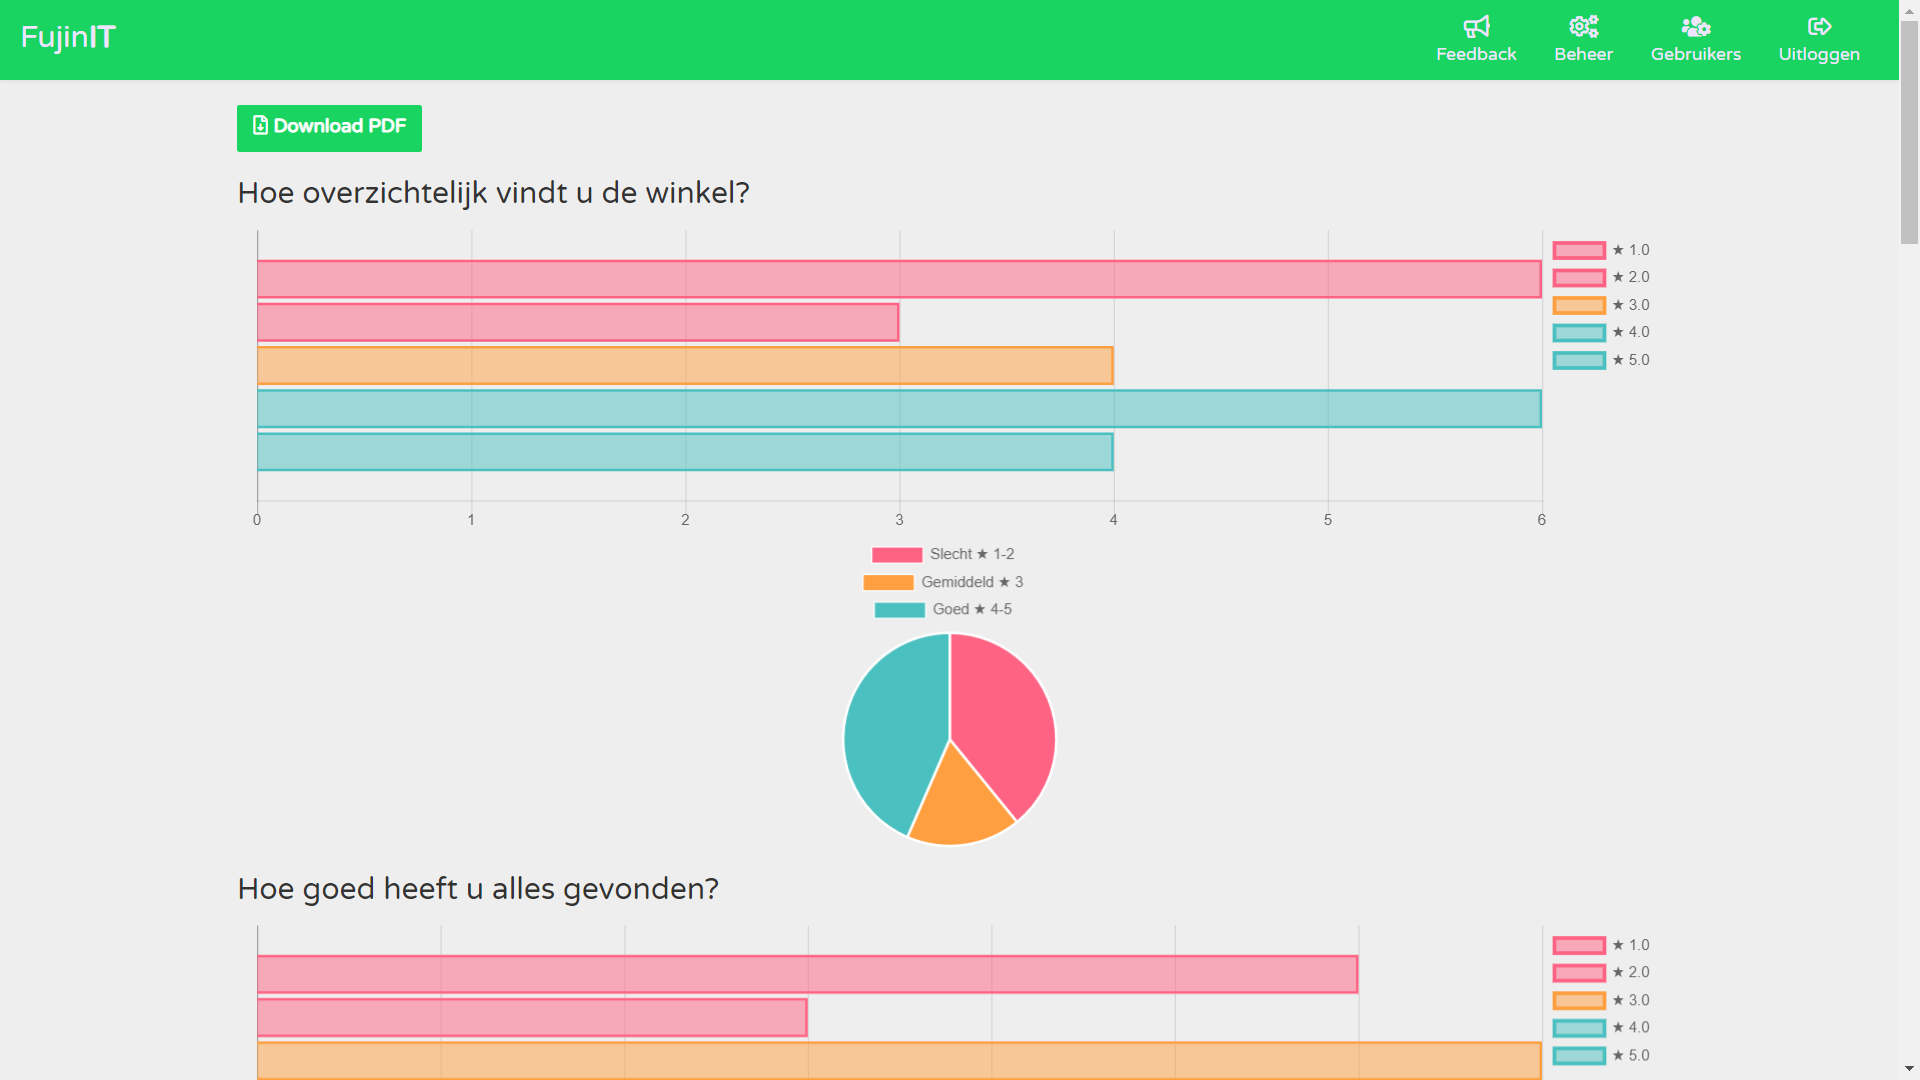 FujinIT
Feedback
Beheer
Gebruikers
Uitloggen
Download PDF
Hoe overzichtelijk vindt u de winkel?
★ 1.0
★ 2.0
★ 3.0
★ 4.0
★ 5.0
0 1 2 3 4 5 6
Slecht ★ 1-2
Gemiddeld ★ 3
Goed ★ 4-5
Hoe goed heeft u alles gevonden?
★ 1.0
★ 2.0
★ 3.0
★ 4.0
★ 5.0